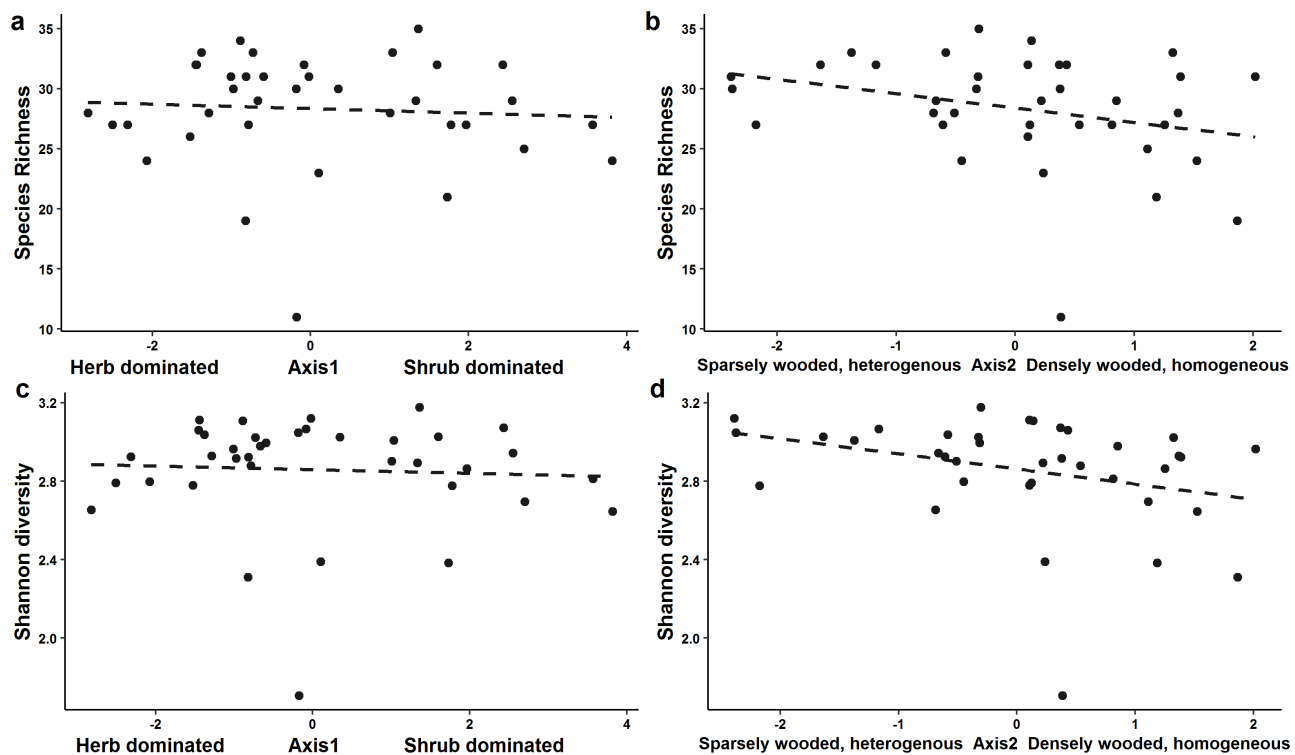 a
Species Richness
35
30
25
20
15
10
-2 0 2 4
Herb dominated Axis1 Shrub dominated
b
Species Richness
35
30
25
20
15
10
-2 -1 0 1 2
Sparsely wooded, heterogenous Axis2 Densely wooded, homogeneous
c
Shannon diversity
3.2
2.8
2.4
2.0
-2 0 2 4
Herb dominated Axis1 Shrub dominated
d
Shannon diversity
3.2
2.8
2.4
2.0
-2 -1 0 1 2
Sparsely wooded, heterogenous Axis2 Densely wooded, homogeneous